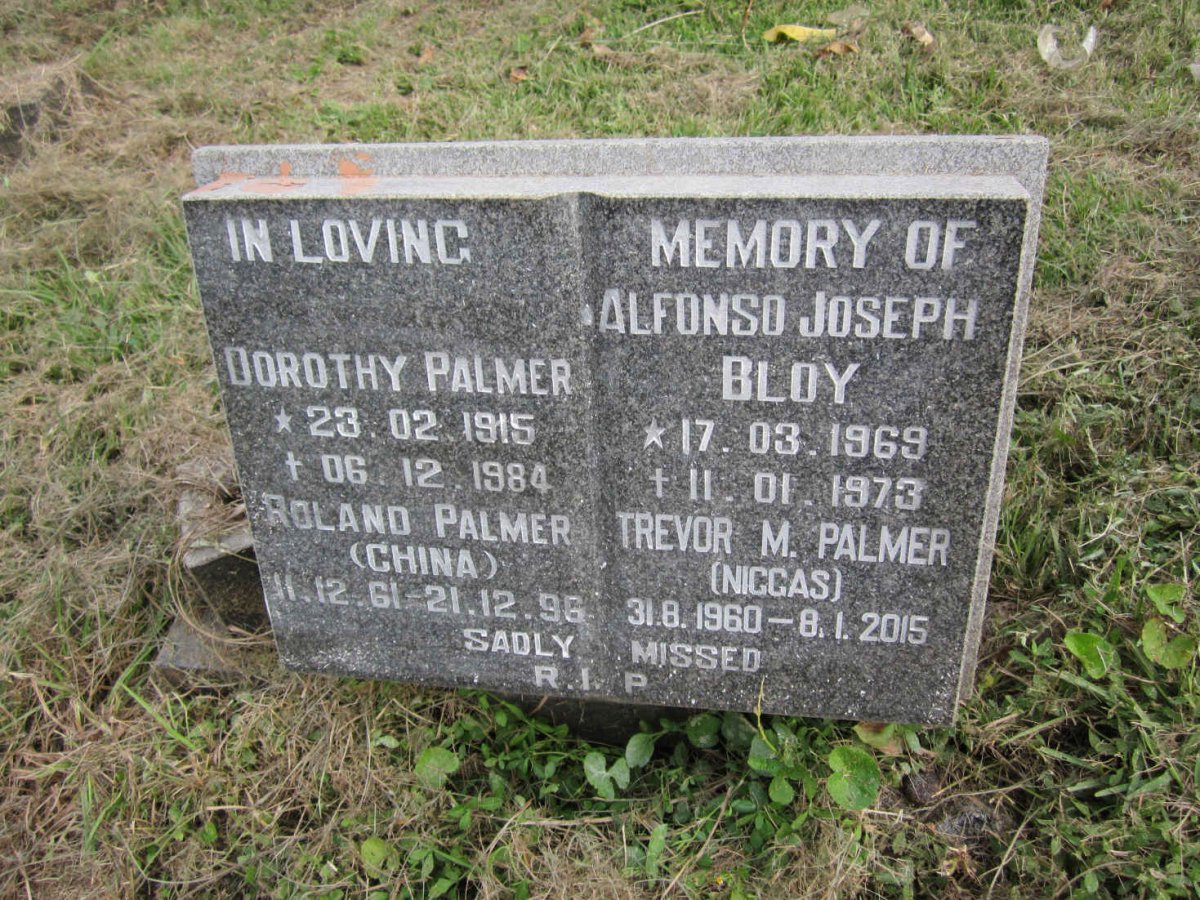 IN LOVING MEMORY OF
DOROTHY PALMER
★ 23.02.1915
† 06.12.1984
ROLAND PALMER
(CHINA)
11.12.61-21.12.96
ALFONSO JOSEPH
BLOY
★ 17.03.1969
† 11.01.1973
TREVOR M. PALMER
(NIGGAS)
31.8.1960-8.1.2015
SADLY MISSED
R.I.P